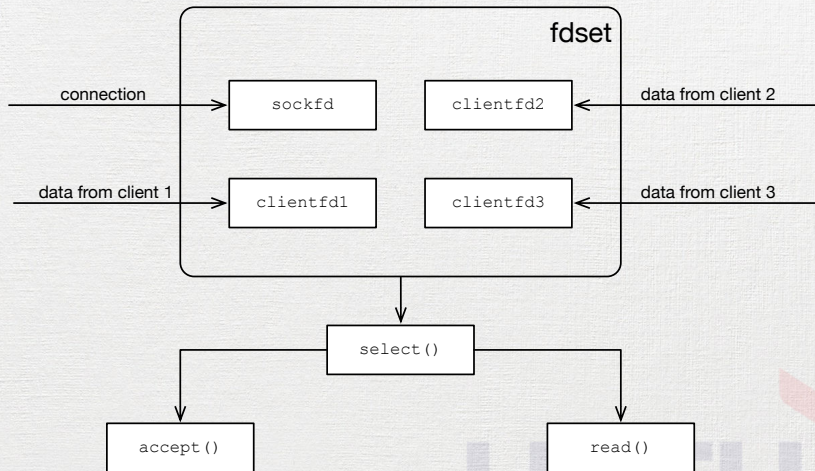 fdset
connection
sockfd
clientfd2
data from client 2
data from client 1
clientfd1
clientfd3
data from client 3
select()
accept()
read()